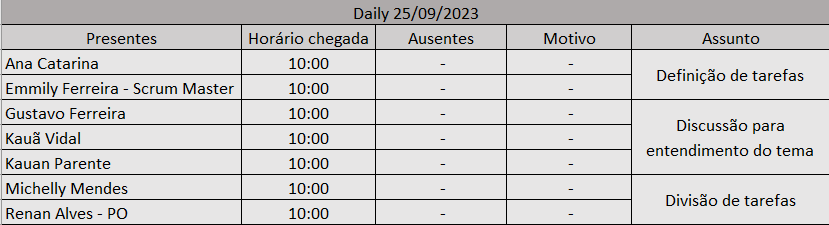 Daily 25/09/2023
Presentes Horário chegada Ausentes Motivo Assunto
Ana Catarina 10:00 - -
Definição de tarefas
Emmily Ferreira - Scrum Master 10:00 - -
Gustavo Ferreira 10:00 - -
Discussão para
Kauã Vidal 10:00 - -
entendimento do tema
Kauan Parente 10:00 - -
Michelly Mendes 10:00 - -
Divisão de tarefas
Renan Alves - PO 10:00 - -